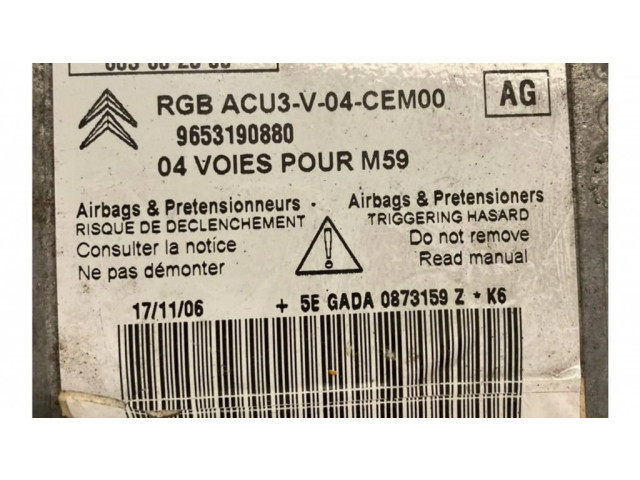 RGB ACU3-V-04-CEM00
AG
9653190880
04 VOIES POUR M59
Airbags & Pretensionneurs -
RISQUE DE DECLENCHEMENT
Consulter la notice
Ne pas démonter
Airbags & Pretensioners
TRIGGERING HASARD
Do not remove
Read manual
17/11/06 + 5E GADA 0873159 Z * K6